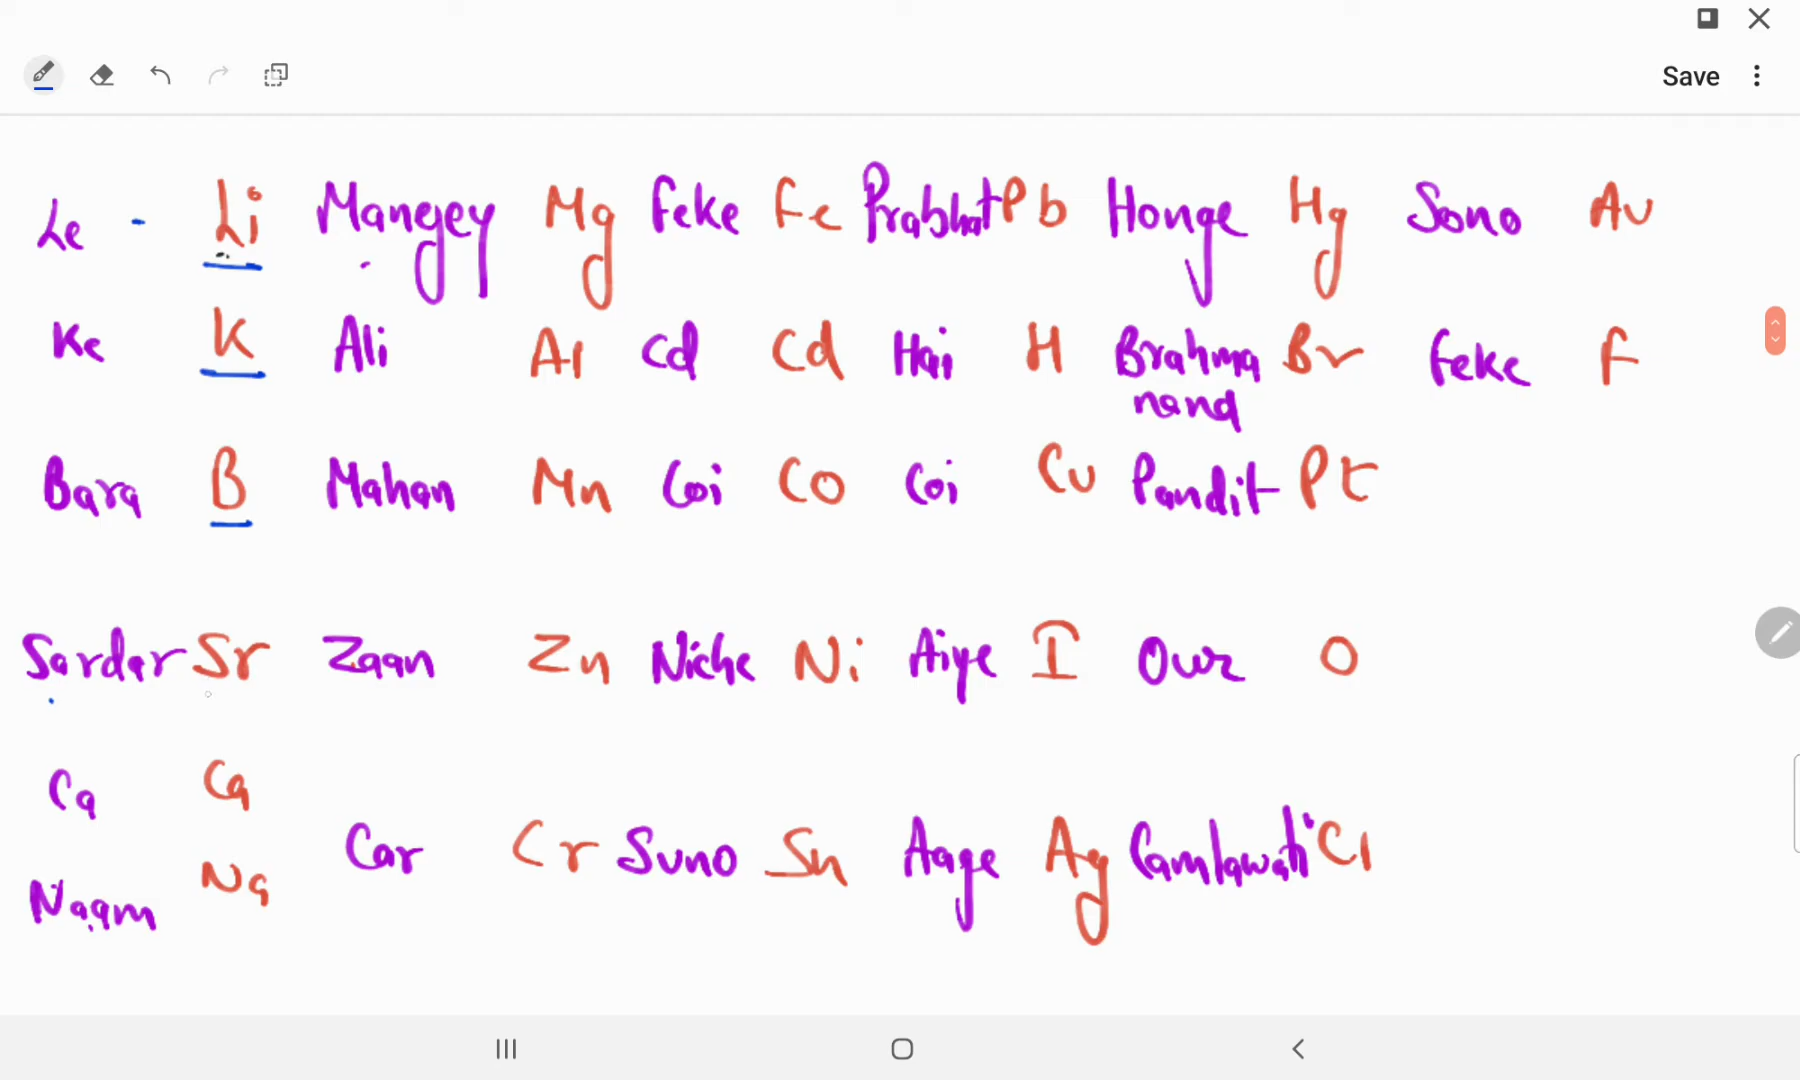 Save
Le - Li Mangey Mg Feke Fe Prabhat Pb Honge Hg Sono Au
Ke K Ali Al Cd Cd Hai H Brahma Br Feke F
nand
Bara B Mahan Mn Coi Co Coi Cu Pandit Pt
Sardar Sr Zaan Zn Niche Ni Aiye I Our O
Ca Ca
Car Cr Suno Sn Aage Ag Camlawati Cl
Naam Na